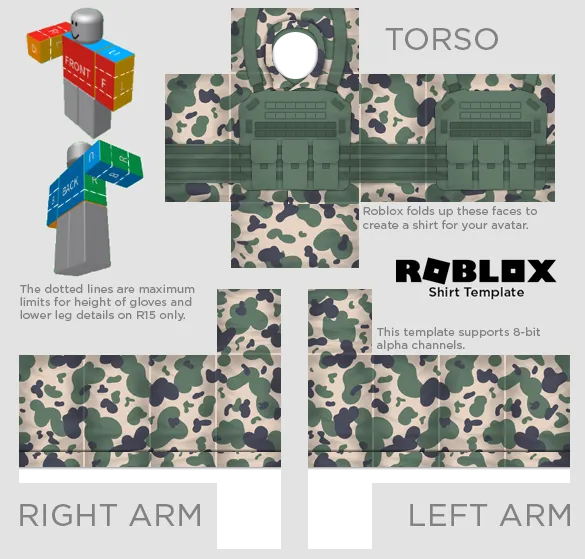 TORSO
FRONT
F
L
R
D
U
BACK
R
B
U
R
B
Roblox folds up these faces to
create a shirt for your avatar.
The dotted lines are maximum
limits for height of gloves and
lower leg details on R15 only.
ROBLOX
Shirt Template
This template supports 8-bit
alpha channels.
RIGHT ARM
LEFT ARM